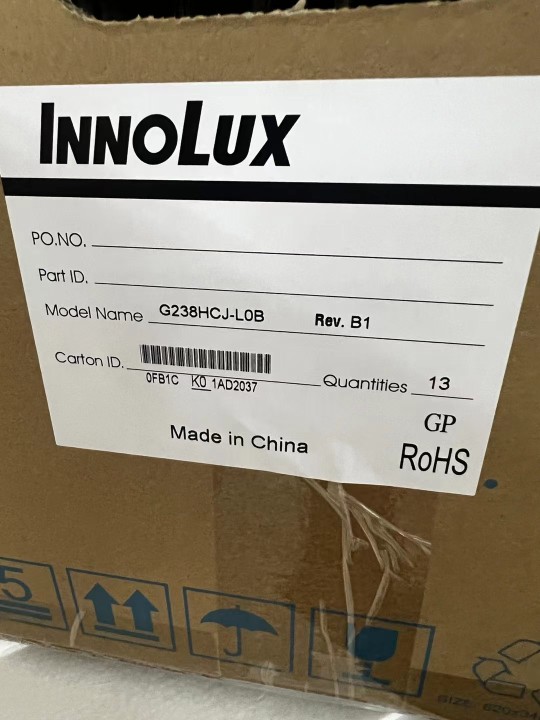 INNOLUX
PO.NO.
Part ID.
Model Name G238HCJ-L0B Rev. B1
Carton ID.
0FB1C K0 1AD2037
Quantities 13
GP
Made in China
RoHS
5